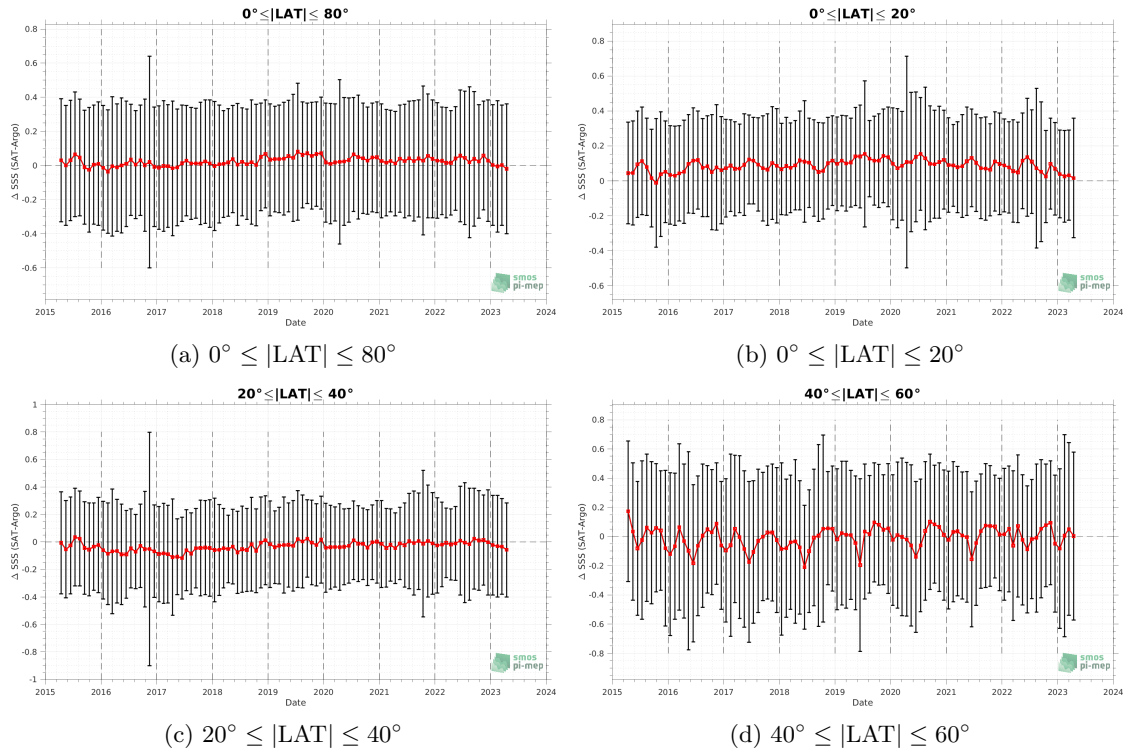 0°≤|LAT|≤ 80°
0.8
0.6
0.4
0.2
0
-0.2
-0.4
-0.6
Δ SSS (SAT-Argo)
2015 2016 2017 2018 2019 2020 2021 2022 2023 2024
Date
smos
pi-mep
(a) 0° ≤ |LAT| ≤ 80°
0°≤|LAT|≤ 20°
0.8
0.6
0.4
0.2
0
-0.2
-0.4
-0.6
Δ SSS (SAT-Argo)
2015 2016 2017 2018 2019 2020 2021 2022 2023 2024
Date
smos
pi-mep
(b) 0° ≤ |LAT| ≤ 20°
20°≤|LAT|≤ 40°
1
0.8
0.6
0.4
0.2
0
-0.2
-0.4
-0.6
-0.8
-1
Δ SSS (SAT-Argo)
2015 2016 2017 2018 2019 2020 2021 2022 2023 2024
Date
smos
pi-mep
(c) 20° ≤ |LAT| ≤ 40°
40°≤|LAT|≤ 60°
0.8
0.6
0.4
0.2
0
-0.2
-0.4
-0.6
-0.8
Δ SSS (SAT-Argo)
2015 2016 2017 2018 2019 2020 2021 2022 2023 2024
Date
smos
pi-mep
(d) 40° ≤ |LAT| ≤ 60°